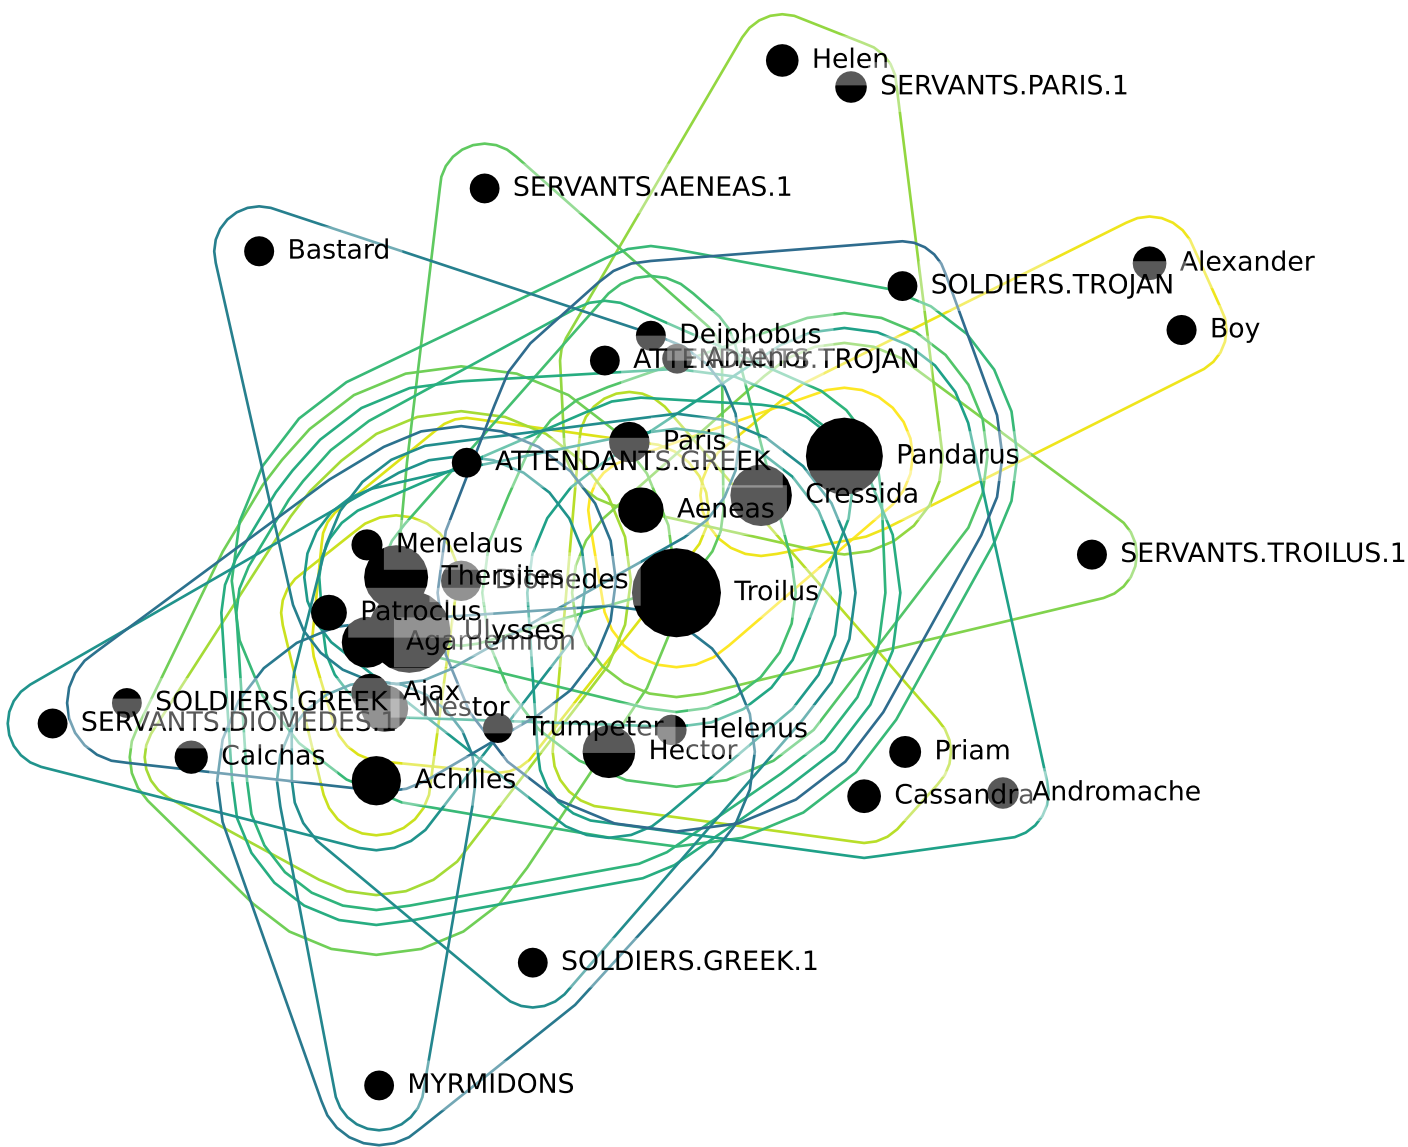 Helen
SERVANTS.PARIS.1
SERVANTS.AENEAS.1
Bastard
Alexander
SOLDIERS.TROJAN
Boy
Deiphobus
Antenor
ATTENDANTS.TROJAN
Paris
Pandarus
ATTENDANTS.GREEK
Cressida
Aeneas
Menelaus
SERVANTS.TROILUS.1
Thersites
Diomedes
Troilus
Patroclus
Ulysses
Agamemnon
Ajax
SOLDIERS.GREEK
Nestor
SERVANTS.DIOMEDES.1
Trumpeter
Helenus
Hector
Priam
Calchas
Achilles
Cassandra
Andromache
SOLDIERS.GREEK.1
MYRMIDONS